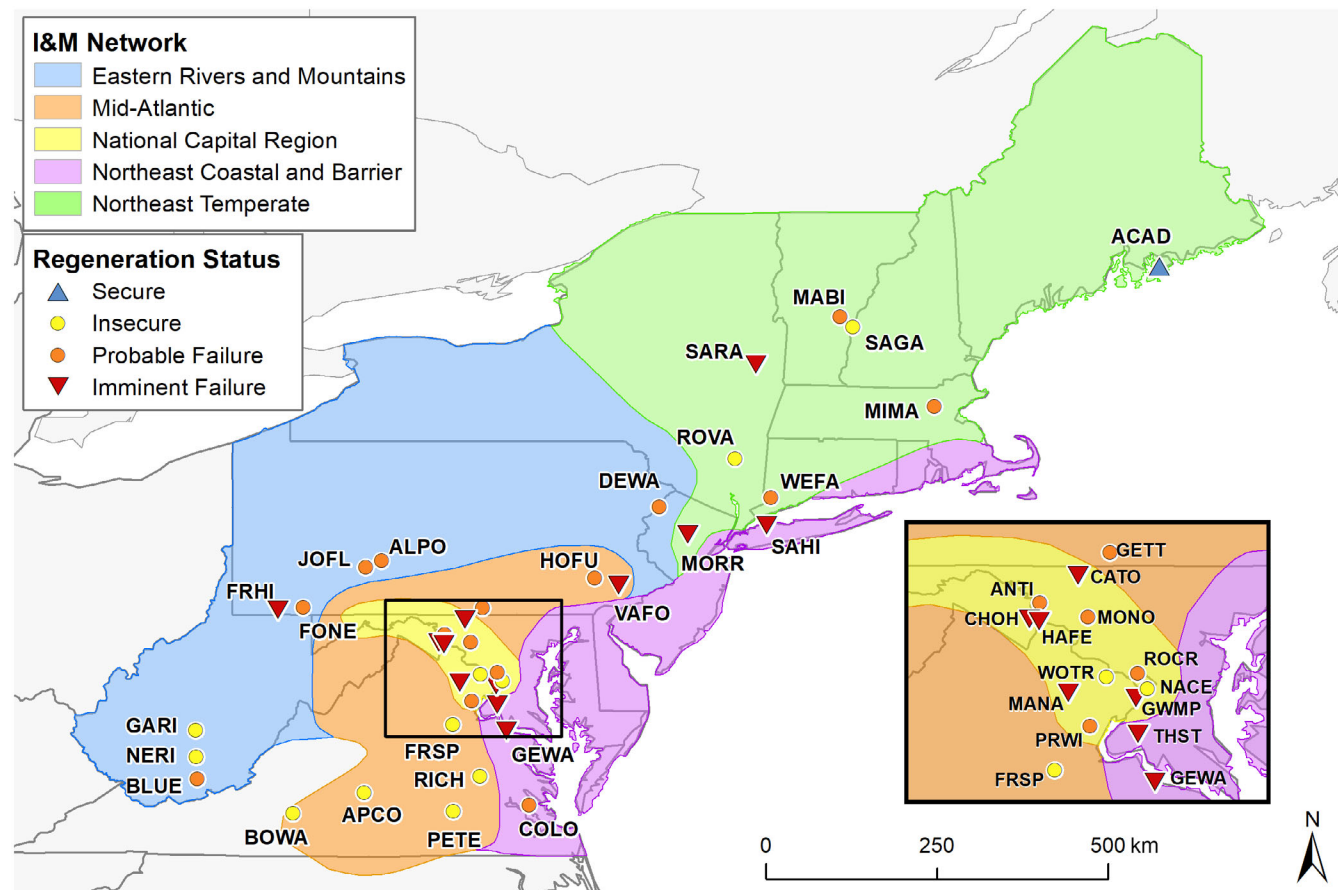 I&M Network
Eastern Rivers and Mountains
Mid-Atlantic
National Capital Region
Northeast Coastal and Barrier
Northeast Temperate
Regeneration Status
Secure
Insecure
Probable Failure
Imminent Failure
ACAD
MABI
SAGA
SARA
MIMA
ROVA
WEFA
DEWA
SAHI
MORR
JOFL
ALPO
HOFU
VAFO
FRHI
FONE
GARI
NERI
BLUE
FRSP
GEWA
RICH
APCO
BOWA
PETE
COLO
GETT
CATO
ANTI
CHOH
HAFE
MONO
WOTR
ROCR
NACE
MANA
GWMP
PRWI
THST
FRSP
GEWA
0 250 500 km
N